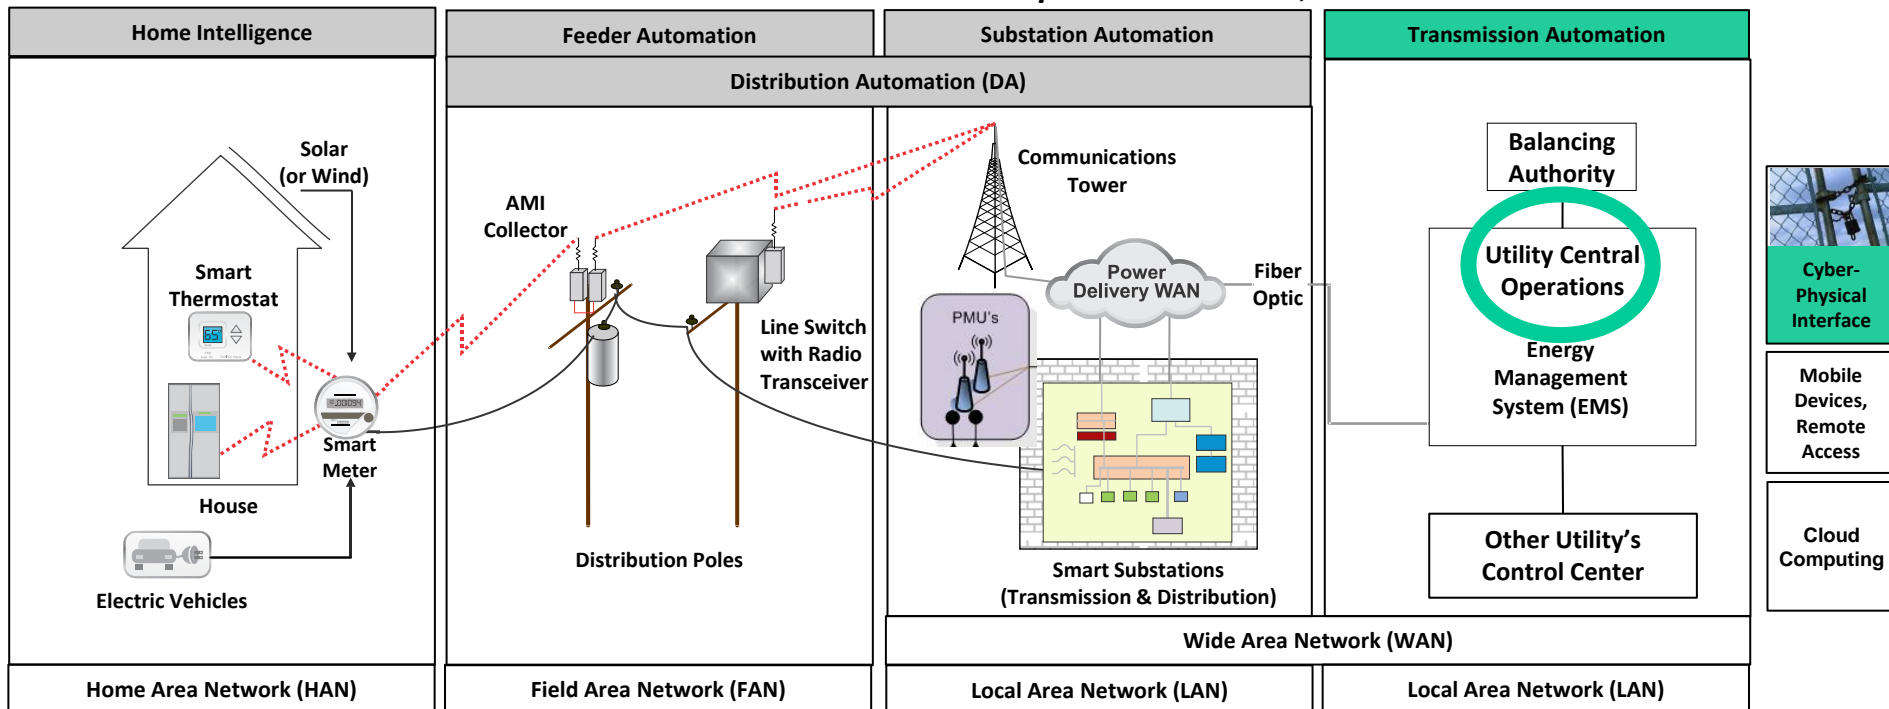 Home Intelligence
Feeder Automation
Substation Automation
Transmission Automation
Distribution Automation (DA)
Solar
(or Wind)
Smart
Thermostat
65°
Smart
Meter
House
Electric Vehicles
AMI
Collector
Line Switch
with Radio
Transceiver
Distribution Poles
Communications
Tower
Power
Delivery WAN
Fiber
Optic
PMU's
Smart Substations
(Transmission & Distribution)
Balancing
Authority
Utility Central
Operations
Energy
Management
System (EMS)
Other Utility’s
Control Center
Cyber-
Physical
Interface
Mobile
Devices,
Remote
Access
Cloud
Computing
Wide Area Network (WAN)
Home Area Network (HAN)
Field Area Network (FAN)
Local Area Network (LAN)
Local Area Network (LAN)